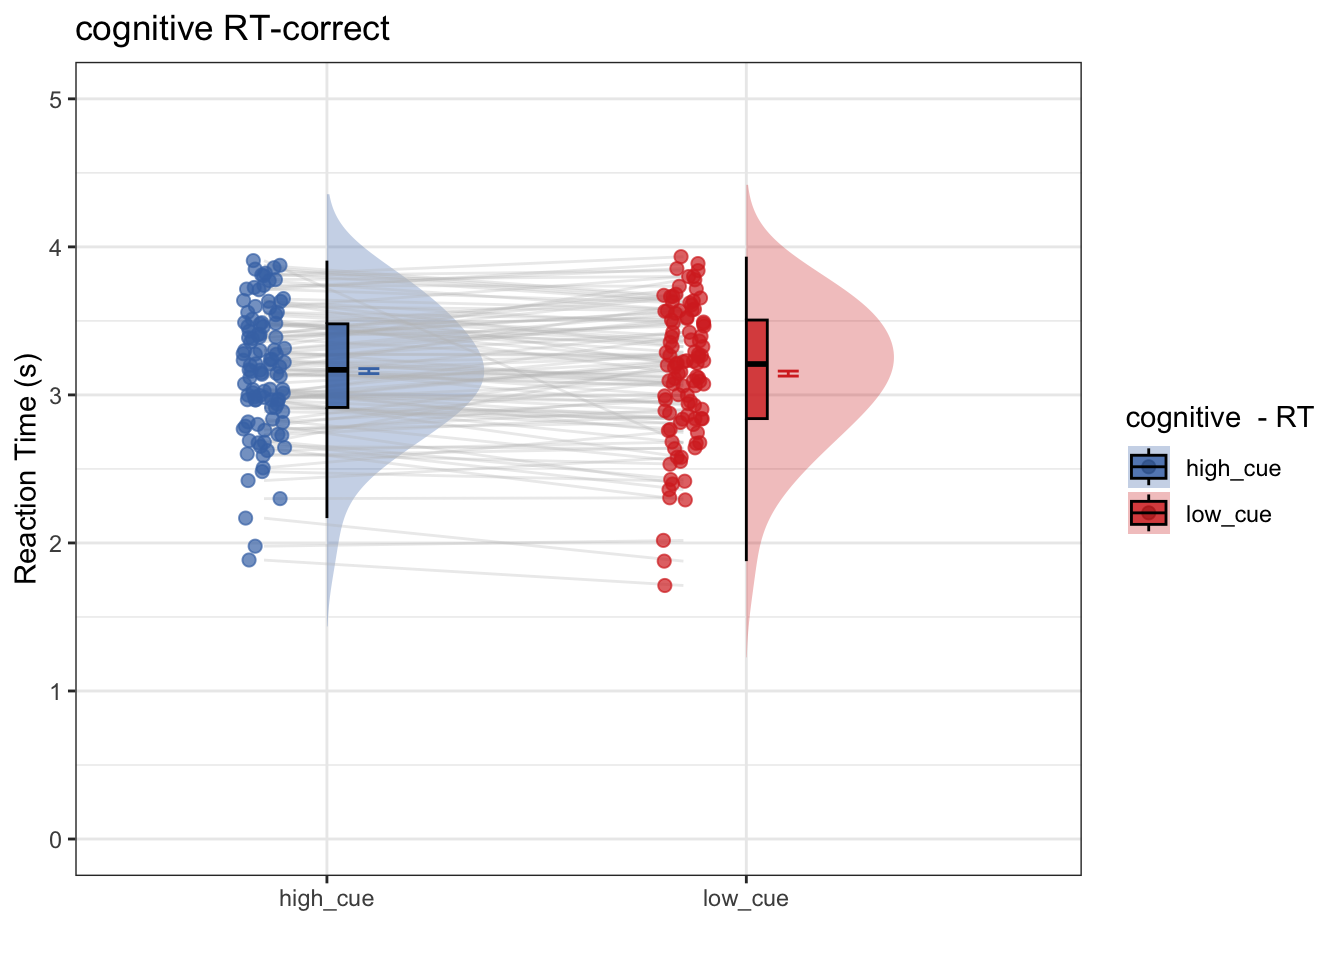 cognitive RT-correct
5
4
3
2
1
0
Reaction Time (s)
high_cue
low_cue
cognitive  - RT
high_cue
low_cue